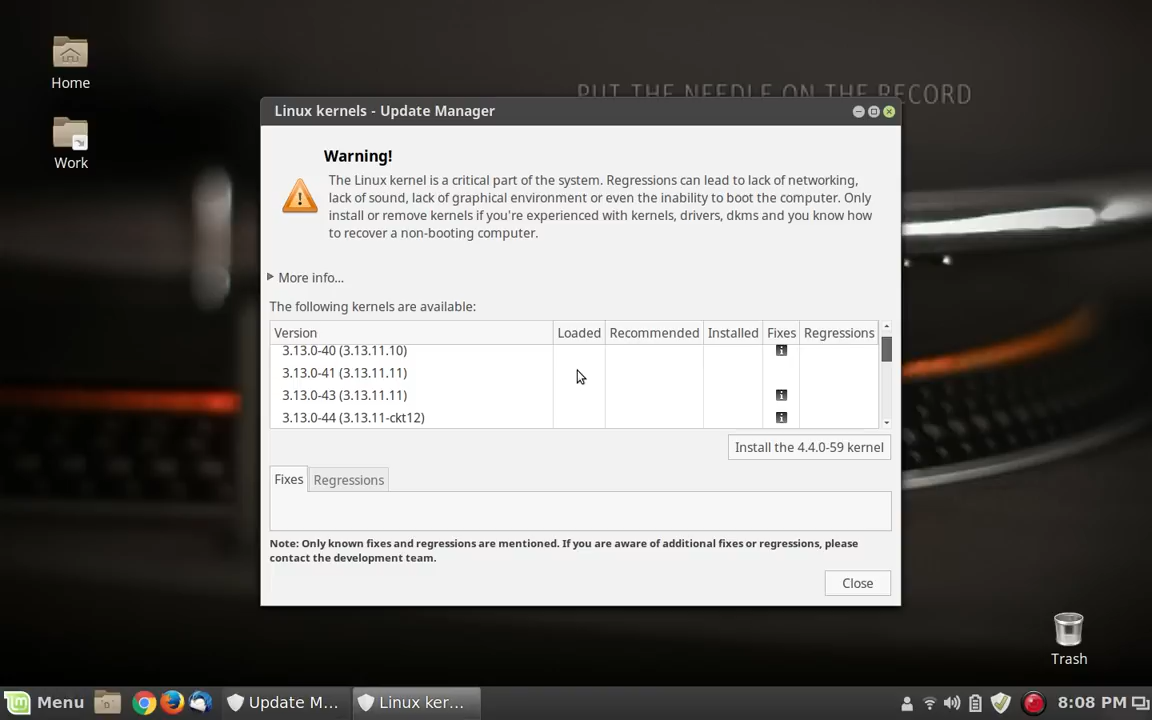 Home
Work
PUT THE NEEDLE ON THE RECORD
Linux kernels - Update Manager
Warning!
The Linux kernel is a critical part of the system. Regressions can lead to lack of networking,
lack of sound, lack of graphical environment or even the inability to boot the computer. Only
install or remove kernels if you're experienced with kernels, drivers, dkms and you know how
to recover a non-booting computer.
More info...
The following kernels are available:
Version Loaded Recommended Installed Fixes Regressions
3.13.0-40 (3.13.11.10)
3.13.0-41 (3.13.11.11)
3.13.0-43 (3.13.11.11)
3.13.0-44 (3.13.11-ckt12)
Install the 4.4.0-59 kernel
Fixes Regressions
Note: Only known fixes and regressions are mentioned. If you are aware of additional fixes or regressions, please
contact the development team.
Close
Trash
Menu Update M... Linux ker... 8:08 PM